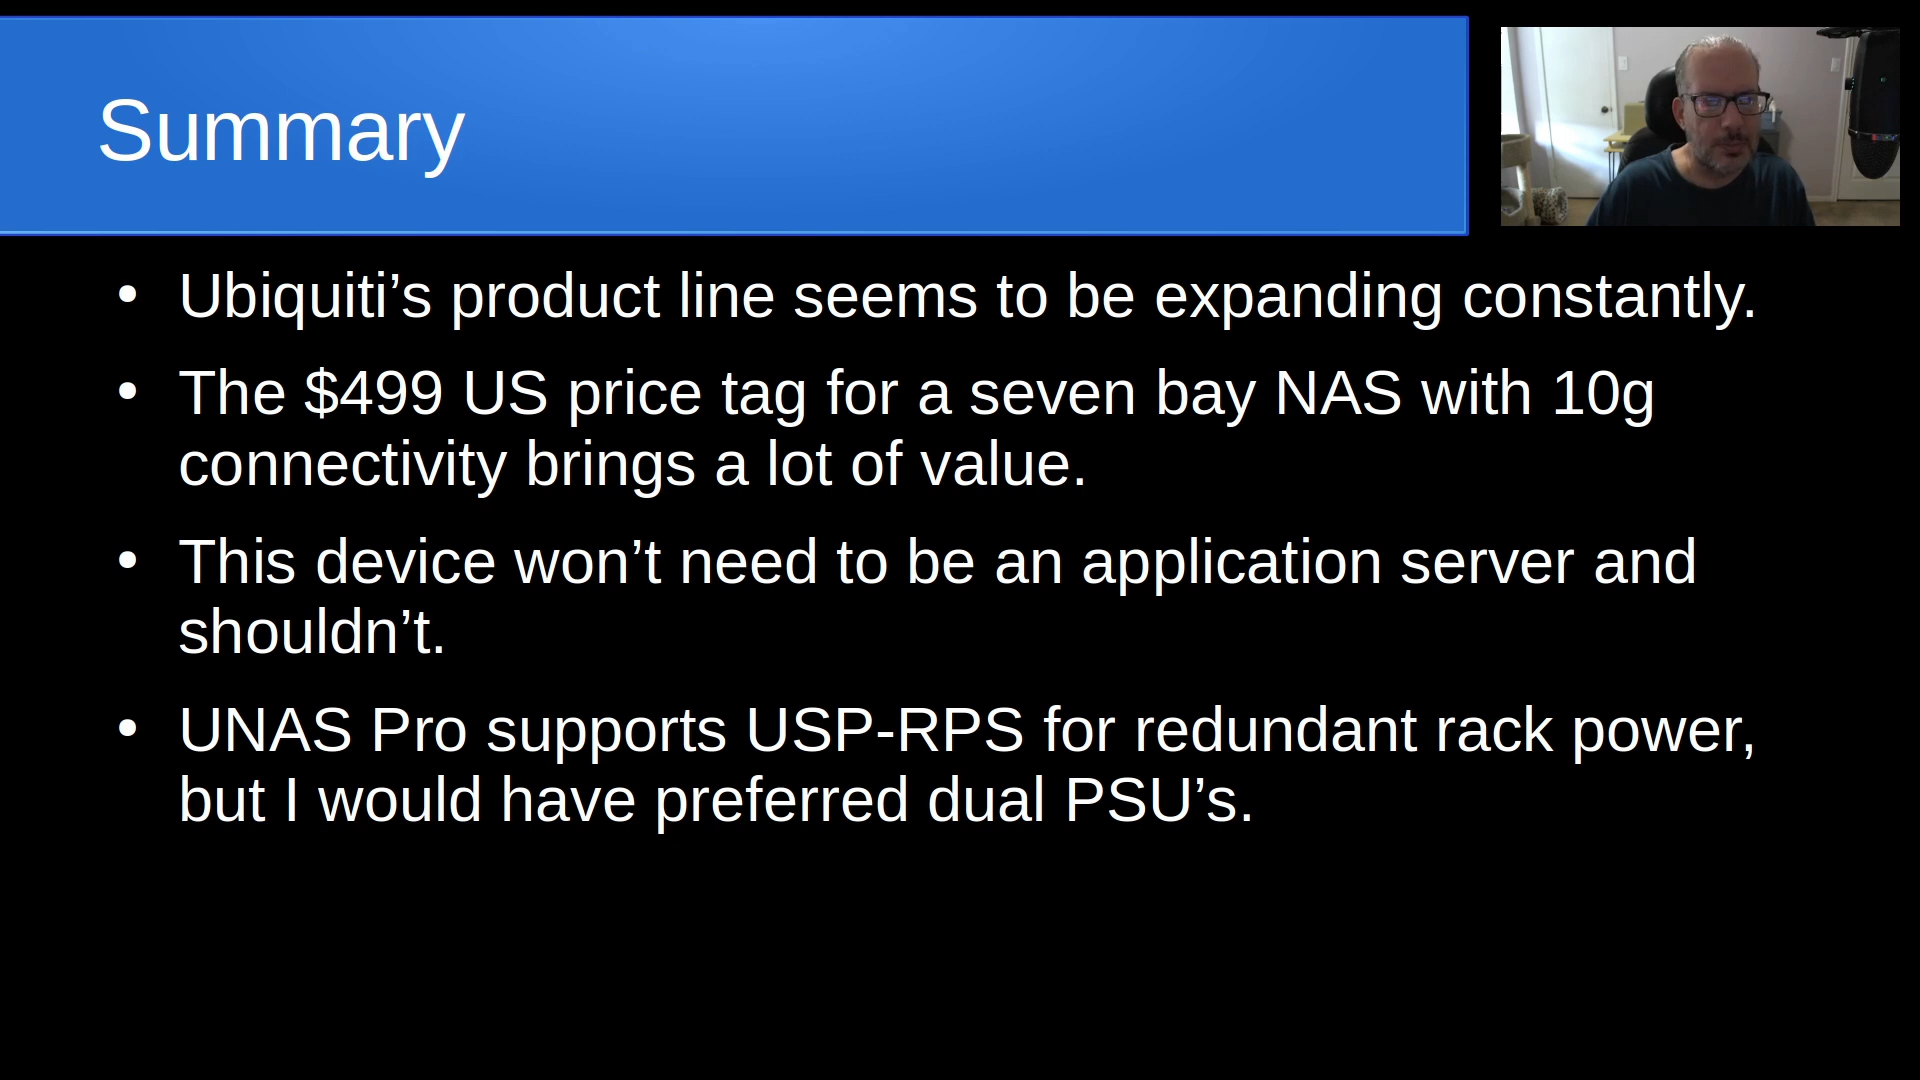 Summary
• Ubiquiti’s product line seems to be expanding constantly.
• The $499 US price tag for a seven bay NAS with 10g
connectivity brings a lot of value.
• This device won’t need to be an application server and
shouldn’t.
• UNAS Pro supports USP-RPS for redundant rack power,
but I would have preferred dual PSU’s.